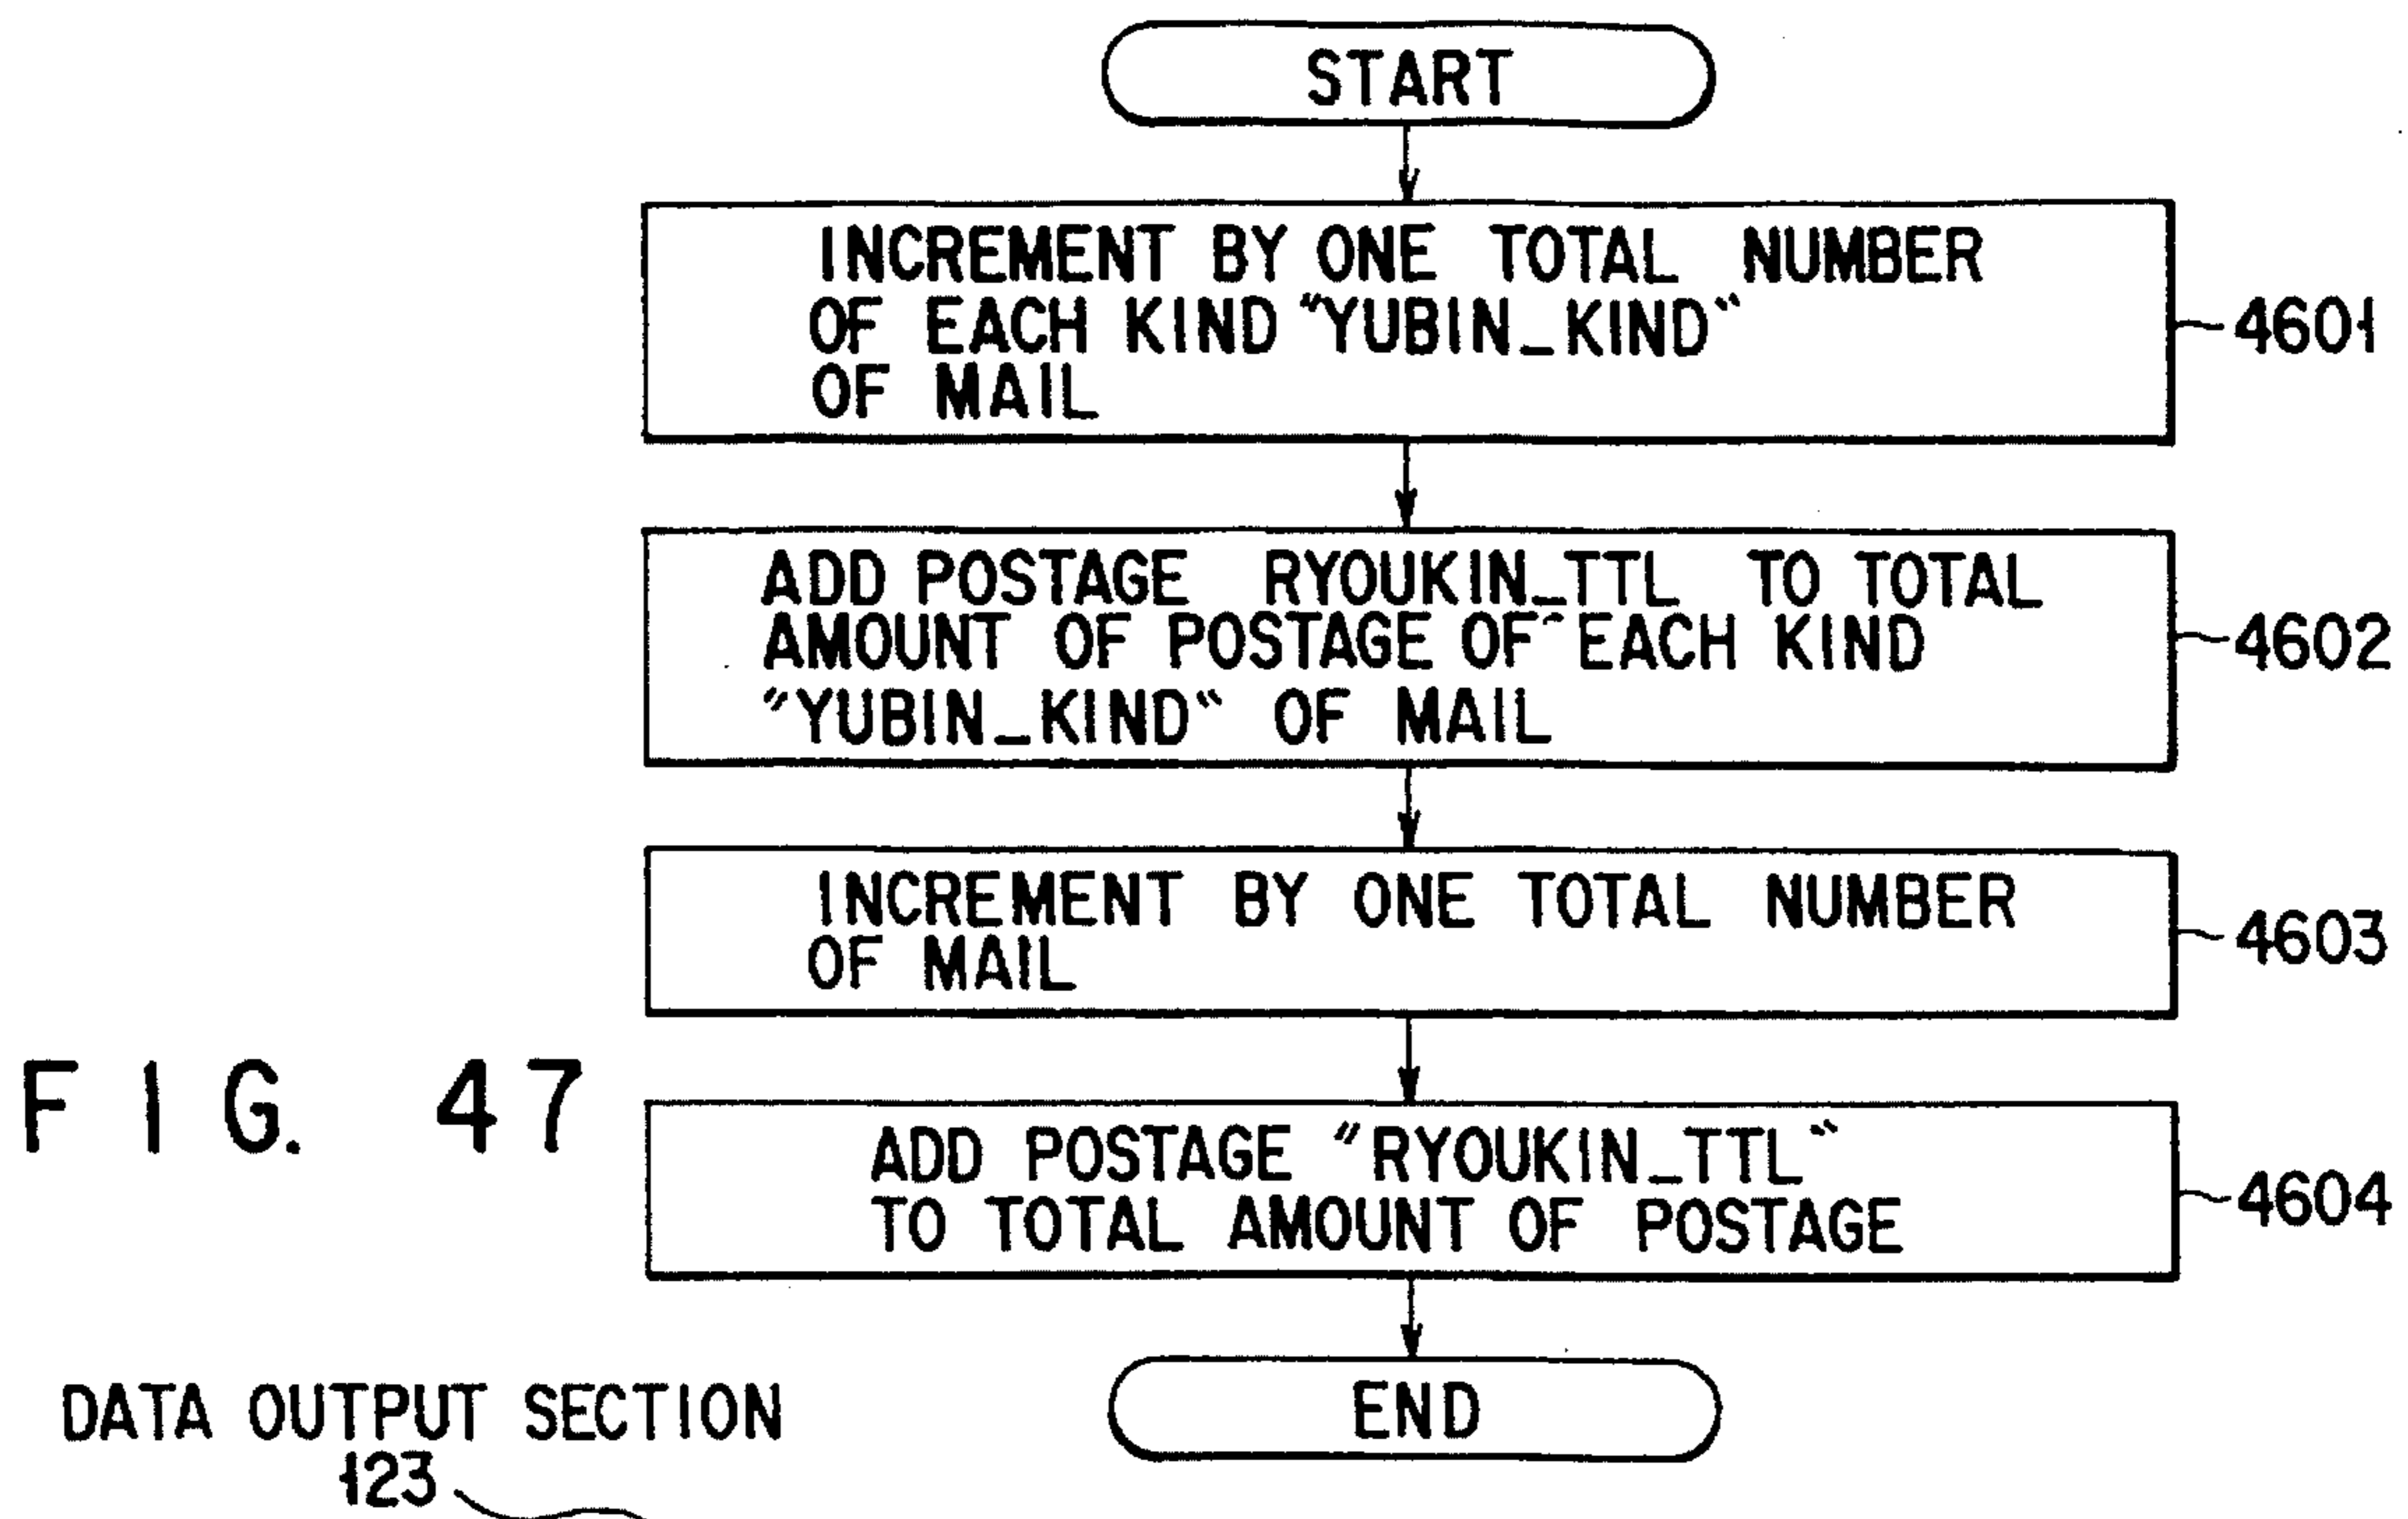 START
INCREMENT BY ONE TOTAL NUMBER
OF EACH KIND "YUBIN_KIND"
OF MAIL
4601
ADD POSTAGE RYOUKIN_TTL TO TOTAL
AMOUNT OF POSTAGE OF EACH KIND
"YUBIN_KIND" OF MAIL
4602
INCREMENT BY ONE TOTAL NUMBER
OF MAIL
4603
FIG. 47
ADD POSTAGE "RYOUKIN_TTL"
TO TOTAL AMOUNT OF POSTAGE
4604
END
DATA OUTPUT SECTION
123